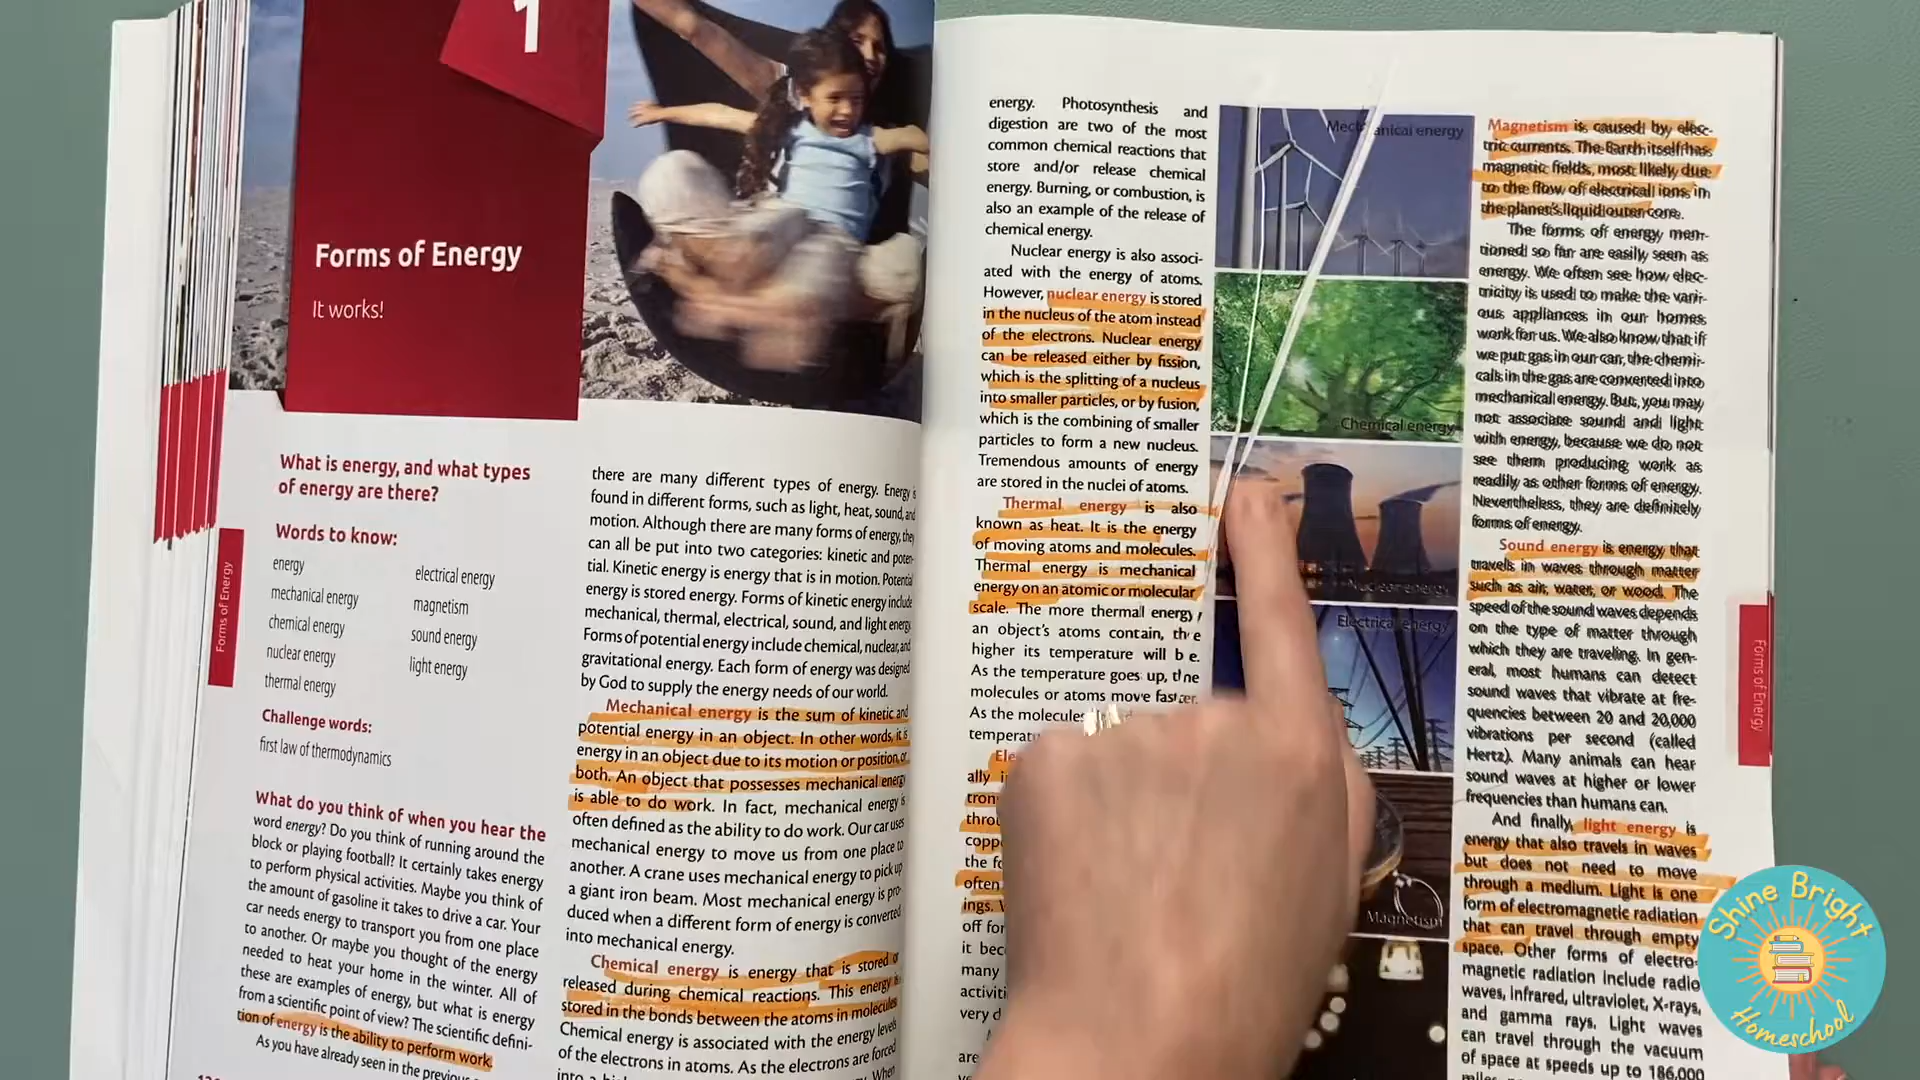 1
Forms of Energy
It works!
What is energy, and what types
of energy are there?
Words to know:
energy
mechanical energy
chemical energy
nuclear energy
thermal energy
electrical energy
magnetism
sound energy
light energy
Challenge words:
first law of thermodynamics
What do you think of when you hear the
word energy? Do you think of running around the
block or playing football? It certainly takes energy
to perform physical activities. Maybe you think of
the amount of gasoline it takes to drive a car. Your
car needs energy to transport you from one place
to another. Or maybe you thought of the energy
needed to heat your home in the winter. All of
these are examples of energy, but what is energy
from a scientific point of view? The scientific defini-
tion of energy is the ability to perform work.
As you have already seen in the
there are many different types of energy. Energy is
found in different forms, such as light, heat, sound, and
motion. Although there are many forms of energy, they
can all be put into two categories: kinetic and poten-
tial. Kinetic energy is energy that is in motion. Potential
energy is stored energy. Forms of kinetic energy include
mechanical, thermal, electrical, sound, and light energy.
Forms of potential energy include chemical, nuclear, and
gravitational energy. Each form of energy was designed
by God to supply the energy needs of our world.
Mechanical energy is the sum of kinetic and
potential energy in an object. In other words, it is
energy in an object due to its motion or position, or
both. An object that possesses mechanical energy
is able to do work. In fact, mechanical energy is
often defined as the ability to do work. Our car uses
mechanical energy to move us from one place to
another. A crane uses mechanical energy to pick up
a giant iron beam. Most mechanical energy is pro-
duced when a different form of energy is converted
into mechanical energy.
Chemical energy is energy that is stored or
released during chemical reactions. This energy is
stored in the bonds between the atoms in molecules
Chemical energy is associated with the energy levels
of the electrons in atoms. As the electrons are forced
When
Forms of Energy
energy. Photosynthesis and
digestion are two of the most
common chemical reactions that
store and/or release chemical
energy. Burning, or combustion, is
also an example of the release of
chemical energy.
Nuclear energy is also associ-
ated with the energy of atoms.
However, nuclear energy is stored
in the nucleus of the atom instead
of the electrons. Nuclear energy
can be released either by fission,
which is the splitting of a nucleus
into smaller particles, or by fusion,
which is the combining of smaller
particles to form a new nucleus.
Tremendous amounts of energy
are stored in the nuclei of atoms.
Thermal energy is also
known as heat. It is the energy
of moving atoms and molecules.
Thermal energy is mechanical
energy on an atomic or molecular
scale. The more thermal energy
an object's atoms contain, the
higher its temperature will be.
As the temperature goes up, the
molecules or atoms move faster.
As the molecules
ally
the
often
ings.
off for
it
many
very
are
Mechanical energy
Chemical energy
Nuclear energy
Electrical energy
Magnetism
Magnetism is caused by elec-
tric currents. The Earth itself has
magnetic fields, most likely due
to the flow of electrical ions in
the planet's liquid outer core.
The forms of energy men-
tioned so far are easily seen as
energy. We often see how elec-
tricity is used to make the vari-
ous appliances in our homes
work for us. We also know that if
we put gas in our car, the chemi-
cals in the gas are converted into
mechanical energy. But, you may
not associate sound and light
with energy, because we do not
see them producing work as
readily as other forms of energy.
Nevertheless, they are definitely
forms of energy.
Sound energy is energy that
travels in waves through matter
such as air, water, or wood. The
speed of the sound waves depends
on the type of matter through
which they are traveling. In gen-
eral, most humans can detect
sound waves that vibrate at fre-
quencies between 20 and 20,000
vibrations per second (called
Hertz). Many animals can hear
sound waves at higher or lower
frequencies than humans can.
And finally, light energy is
energy that also travels in waves
but does not need to move
through a medium. Light is one
form of electromagnetic radiation
that can travel through empty
space. Other forms of electro-
magnetic radiation include radio
waves, infrared, ultraviolet, X-rays,
and gamma rays. Light waves
can travel through the vacuum
of space at speeds up to 186,000
Forms of Energy
Shine Bright
Homeschool